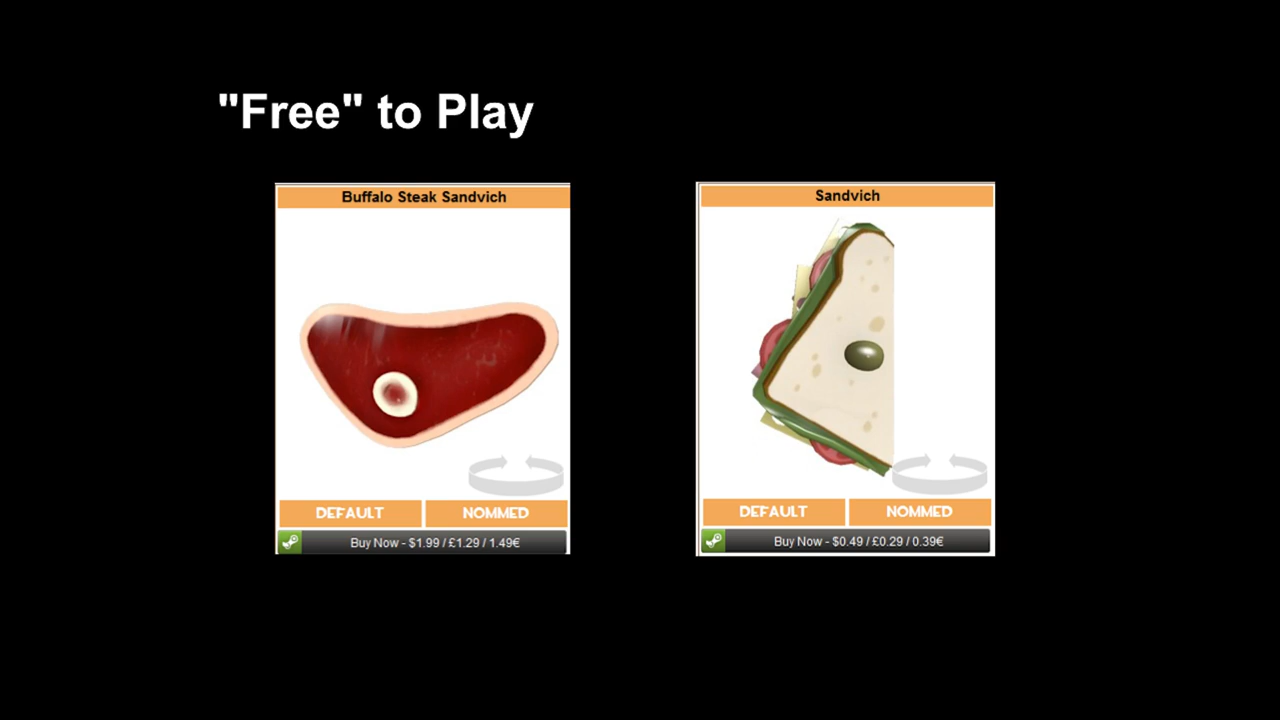 "Free" to Play
Buffalo Steak Sandvich
DEFAULT
NOMMED
Buy Now - $1.99 / £1.29 / 1.49€
Sandvich
DEFAULT
NOMMED
Buy Now - $0.49 / £0.29 / 0.39€